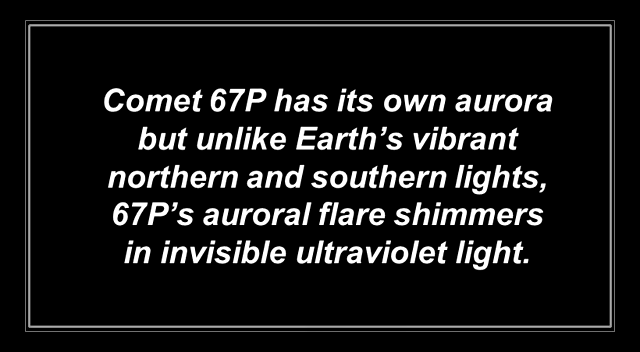 Comet 67P has its own aurora
but unlike Earth’s vibrant
northern and southern lights,
67P’s auroral flare shimmers
in invisible ultraviolet light.